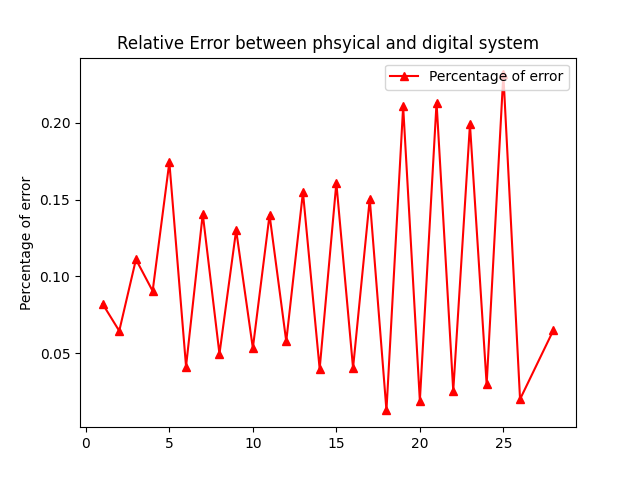 Relative Error between phsyical and digital system
Percentage of error
Percentage of error
0.20
0.15
0.10
0.05
0 5 10 15 20 25